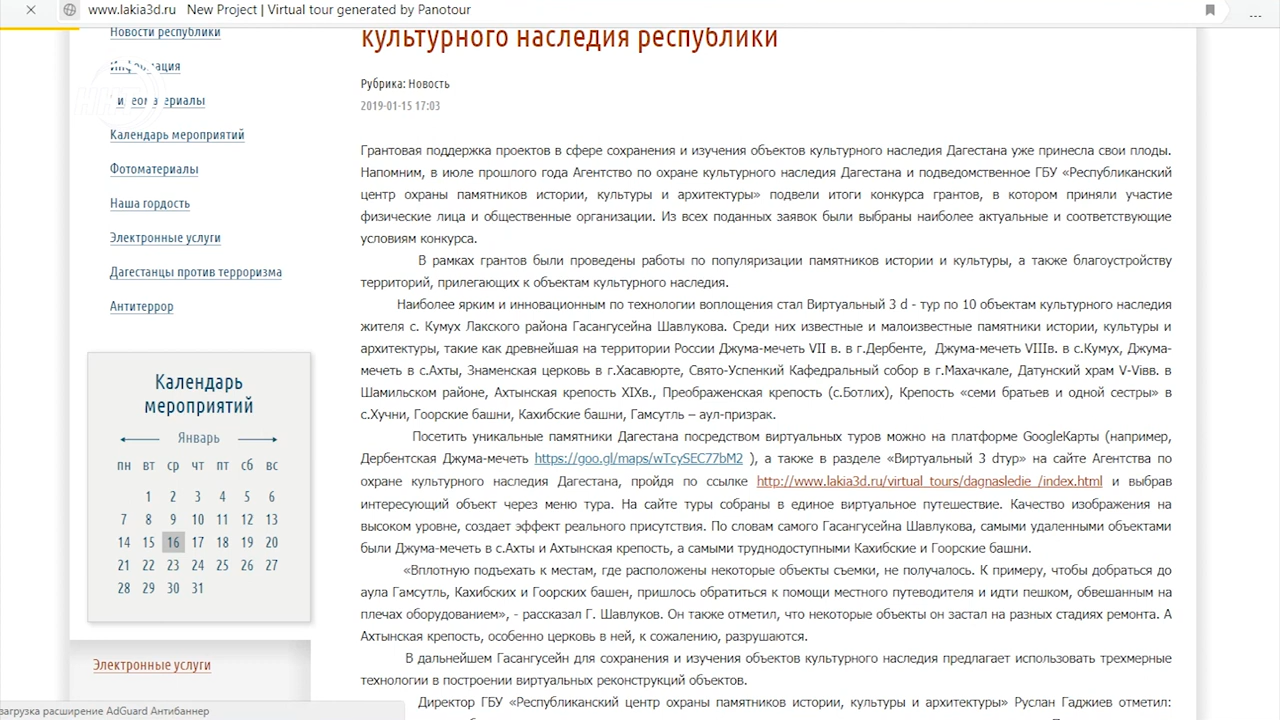 www.lakia3d.ru New Project | Virtual tour generated by Panotour
Новости республики
Информация
Видеоматериалы
Календарь мероприятий
Фотоматериалы
Наша гордость
Электронные услуги
Дагестанцы против терроризма
Антитеррор
Календарь
мероприятий
Январь
пн вт ср чт пт сб вс
1 2 3 4 5 6
7 8 9 10 11 12 13
14 15 16 17 18 19 20
21 22 23 24 25 26 27
28 29 30 31
Электронные услуги
загрузка расширение AdGuard Антибаннер
культурного наследия республики
Рубрика: Новость
2019-01-15 17:03
Грантовая поддержка проектов в сфере сохранения и изучения объектов культурного наследия Дагестана уже принесла свои плоды.
Напомним, в июле прошлого года Агентство по охране культурного наследия Дагестана и подведомственное ГБУ «Республиканский
центр охраны памятников истории, культуры и архитектуры» подвели итоги конкурса грантов, в котором приняли участие
физические лица и общественные организации. Из всех поданных заявок были выбраны наиболее актуальные и соответствующие
условиям конкурса.
В рамках грантов были проведены работы по популяризации памятников истории и культуры, а также благоустройству
территорий, прилегающих к объектам культурного наследия.
Наиболее ярким и инновационным по технологии воплощения стал Виртуальный 3 d - тур по 10 объектам культурного наследия
жителя с. Кумух Лакского района Гасангусейна Шавлукова. Среди них известные и малоизвестные памятники истории, культуры и
архитектуры, такие как древнейшая на территории России Джума-мечеть VII в. в г.Дербенте, Джума-мечеть VIIIв. в с.Кумух, Джума-
мечеть в с.Ахты, Знаменская церковь в г.Хасавюрте, Свято-Успенский Кафедральный собор в г.Махачкале, Датунский храм V-Vıвв. в
Шамильском районе, Ахтынская крепость XIXв., Преображенская крепость (с.Ботлих), Крепость «семи братьев и одной сестры» в
с.Хучни, Гоорские башни, Кахибские башни, Гамсутль – аул-призрак.
Посетить уникальные памятники Дагестана посредством виртуальных туров можно на платформе GoogleКарты (например,
Дербентская Джума-мечеть https://goo.gl/maps/wTcySEC77bM2 ), а также в разделе «Виртуальный 3 dтур» на сайте Агентства по
охране культурного наследия Дагестана, пройдя по ссылке http://www.lakia3d.ru/virtual_tours/dagnasledie_/index.html и выбрав
интересующий объект через меню тура. На сайте туры собраны в единое виртуальное путешествие. Качество изображения на
высоком уровне, создает эффект реального присутствия. По словам самого Гасангусейна Шавлукова, самыми удаленными объектами
были Джума-мечеть в с.Ахты и Ахтынская крепость, а самыми труднодоступными Кахибские и Гоорские башни.
«Вплотную подъехать к местам, где расположены некоторые объекты съемки, не получалось. К примеру, чтобы добраться до
аула Гамсутль, Кахибских и Гоорских башен, пришлось обратиться к помощи местного путеводителя и идти пешком, обвешанным на
плечах оборудованием», - рассказал Г. Шавлуков. Он также отметил, что некоторые объекты он застал на разных стадиях ремонта. А
Ахтынская крепость, особенно церковь в ней, к сожалению, разрушаются.
В дальнейшем Гасангусейн для сохранения и изучения объектов культурного наследия предлагает использовать трехмерные
технологии в построении виртуальных реконструкций объектов.
Директор ГБУ «Республиканский центр охраны памятников истории, культуры и архитектуры» Руслан Гаджиев отметил: